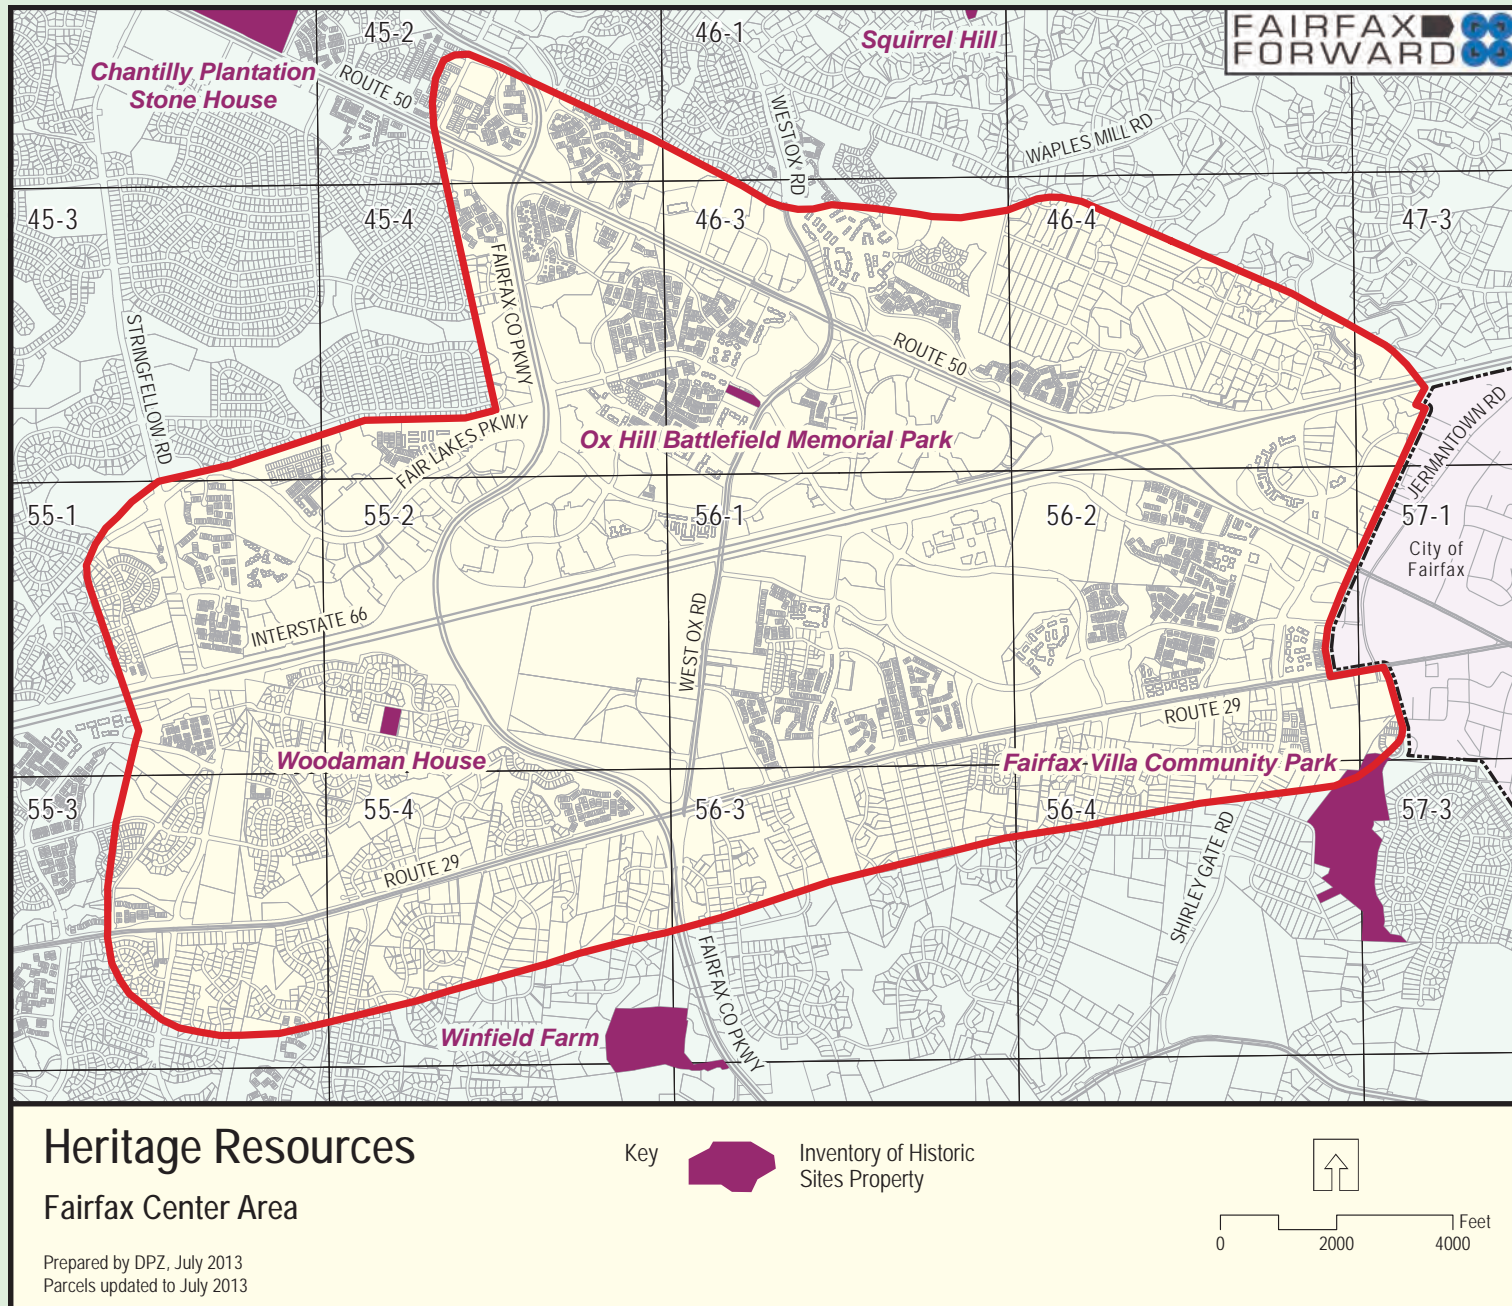 45-2
46-1
Squirrel Hill
FAIRFAX
FORWARD
Chantilly Plantation
Stone House
ROUTE 50
WEST OX RD
WAPLES MILL RD
45-3
45-4
46-3
46-4
47-3
FAIRFAX CO PKWY
STRINGFELLOW RD
ROUTE 50
JERMANTOWN RD
FAIR LAKES PKWY
Ox Hill Battlefield Memorial Park
55-1
55-2
56-1
56-2
57-1
City of
Fairfax
INTERSTATE 66
WEST OX RD
ROUTE 29
Woodaman House
Fairfax Villa Community Park
55-3
55-4
56-3
56-4
57-3
ROUTE 29
SHIRLEY GATE RD
FAIRFAX CO PKWY
Winfield Farm
Heritage Resources
Fairfax Center Area
Prepared by DPZ, July 2013
Parcels updated to July 2013
Key
Inventory of Historic
Sites Property
Feet
0 2000 4000